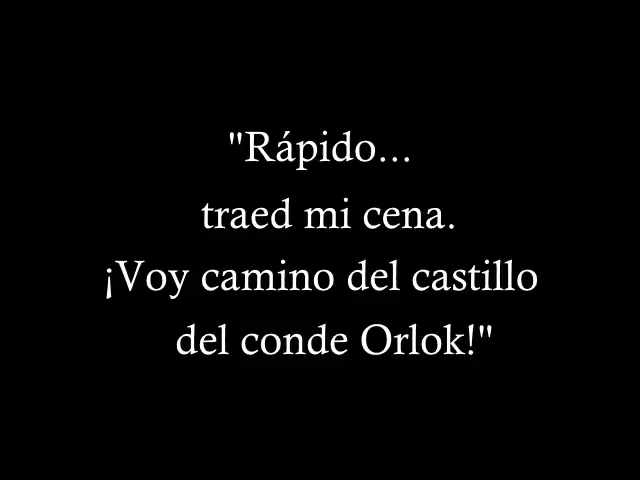 "Rápido...
traed mi cena.
¡Voy camino del castillo
del conde Orlok!"